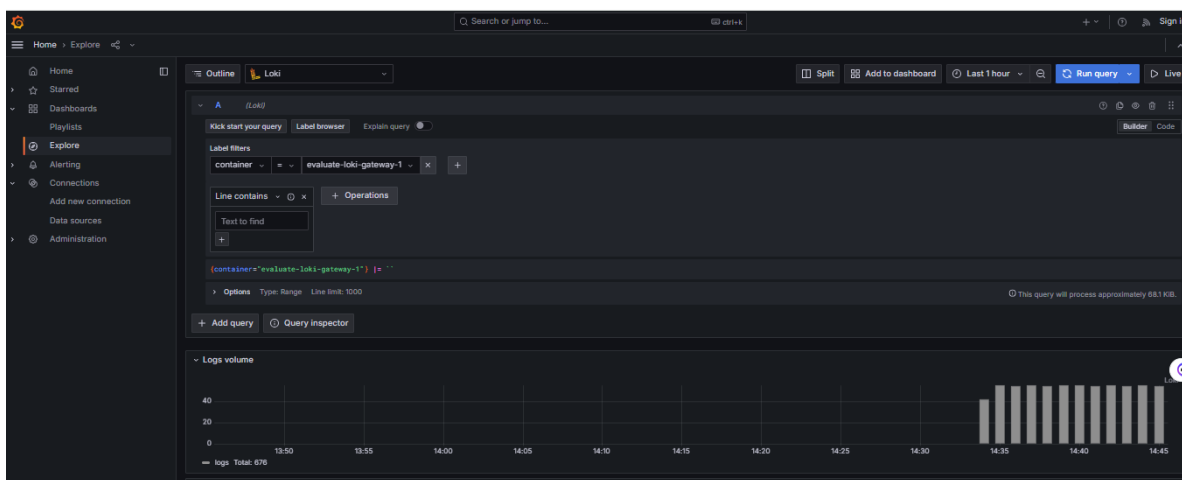 Search or jump to... ctrl+k + Sign i
Home › Explore
Home
Starred
Dashboards
Playlists
Explore
Alerting
Connections
Add new connection
Data sources
Administration
Outline Loki Split Add to dashboard Last 1 hour Run query Live
A (Loki)
Kick start your query Label browser Explain query Builder Code
Label filters
container = evaluate-loki-gateway-1 × +
Line contains × + Operations
Text to find
+
{container="evaluate-loki-gateway-1"} |= ``
› Options Type: Range Line limit: 1000 This query will process approximately 68.1 KiB.
+ Add query Query inspector
Logs volume
Lok
40
20
0
13:50 13:55 14:00 14:05 14:10 14:15 14:20 14:25 14:30 14:35 14:40 14:45
logs Total: 676